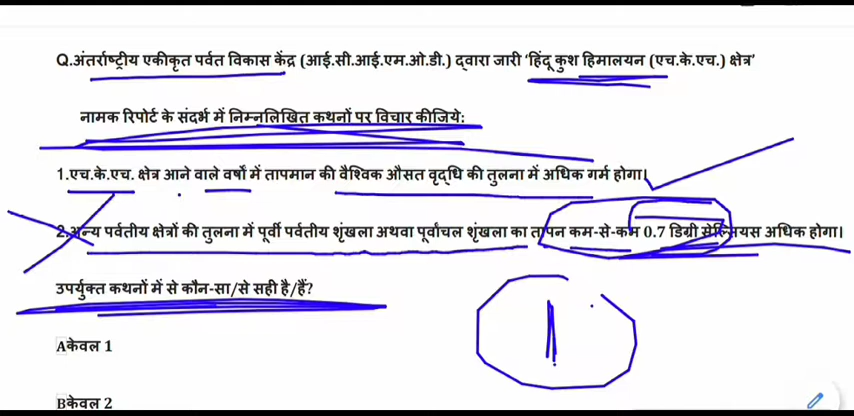 Q.अंतर्राष्ट्रीय एकीकृत पर्वत विकास केंद्र (आई.सी.आई.एम.ओ.डी.) द्वारा जारी ‘हिंदू कुश हिमालयन (एच.के.एच.) क्षेत्र’
नामक रिपोर्ट के संदर्भ में निम्नलिखित कथनों पर विचार कीजिये:
1.एच.के.एच. क्षेत्र आने वाले वर्षों में तापमान की वैश्विक औसत वृद्धि की तुलना में अधिक गर्म होगा।
2.अन्य पर्वतीय क्षेत्रों की तुलना में पूर्वी पर्वतीय शृंखला अथवा पूर्वांचल शृंखला का तापन कम-से-कम 0.7 डिग्री सेल्सियस अधिक होगा।
उपर्युक्त कथनों में से कौन-सा/से सही है/हैं?
Aकेवल 1
Bकेवल 2